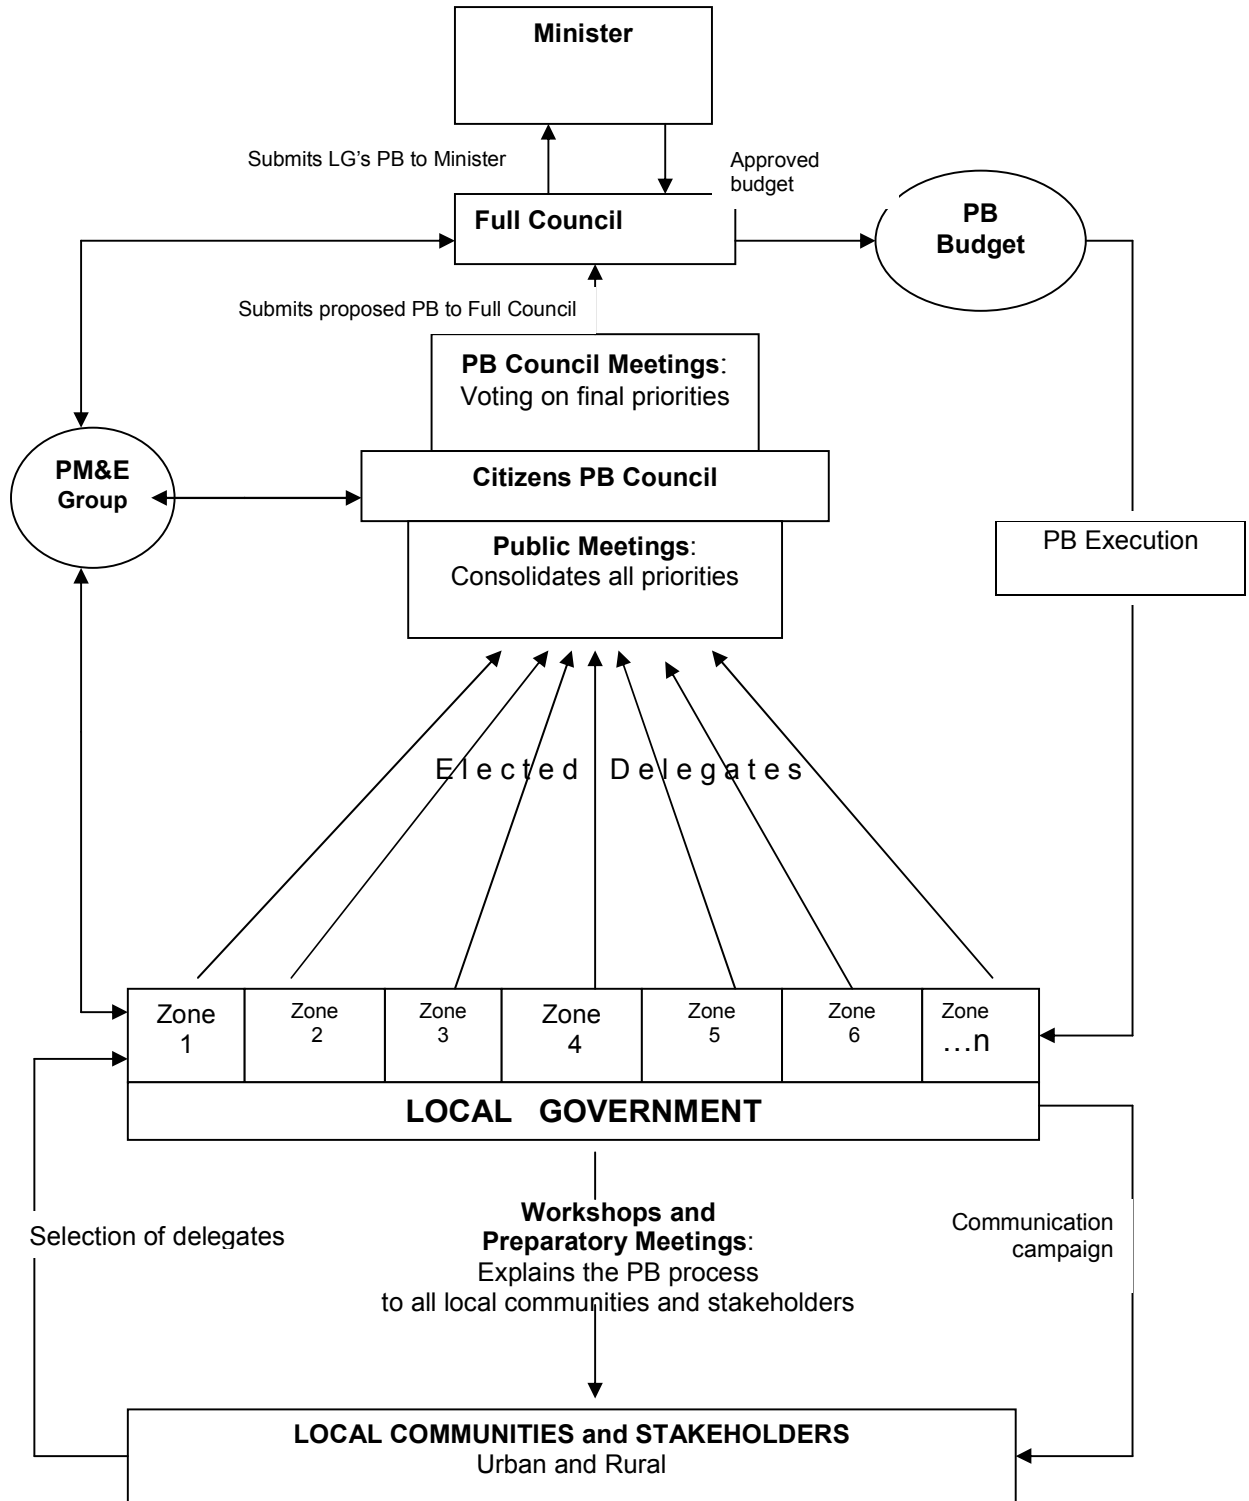 Minister
Submits LG's PB to Minister
Approved
budget
Full Council
PB
Budget
Submits proposed PB to Full Council
PB Council Meetings:
Voting on final priorities
PM&E
Group
Citizens PB Council
Public Meetings:
Consolidates all priorities
PB Execution
Elected Delegates
Zone
1
Zone
2
Zone
3
Zone
4
Zone
5
Zone
6
Zone
...n
LOCAL GOVERNMENT
Selection of delegates
Workshops and
Preparatory Meetings:
Explains the PB process
to all local communities and stakeholders
Communication
campaign
LOCAL COMMUNITIES and STAKEHOLDERS
Urban and Rural